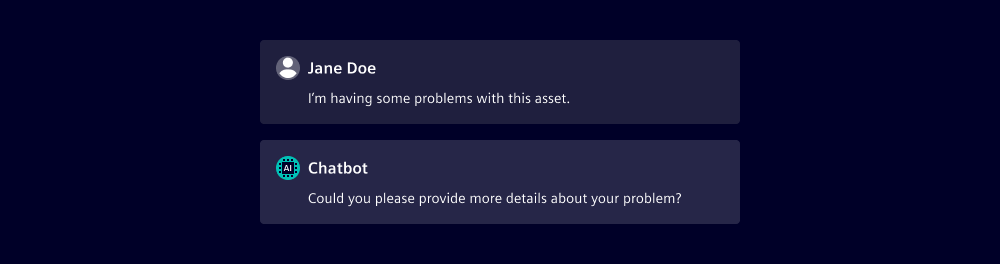 Jane Doe
I’m having some problems with this asset.
AI
Chatbot
Could you please provide more details about your problem?